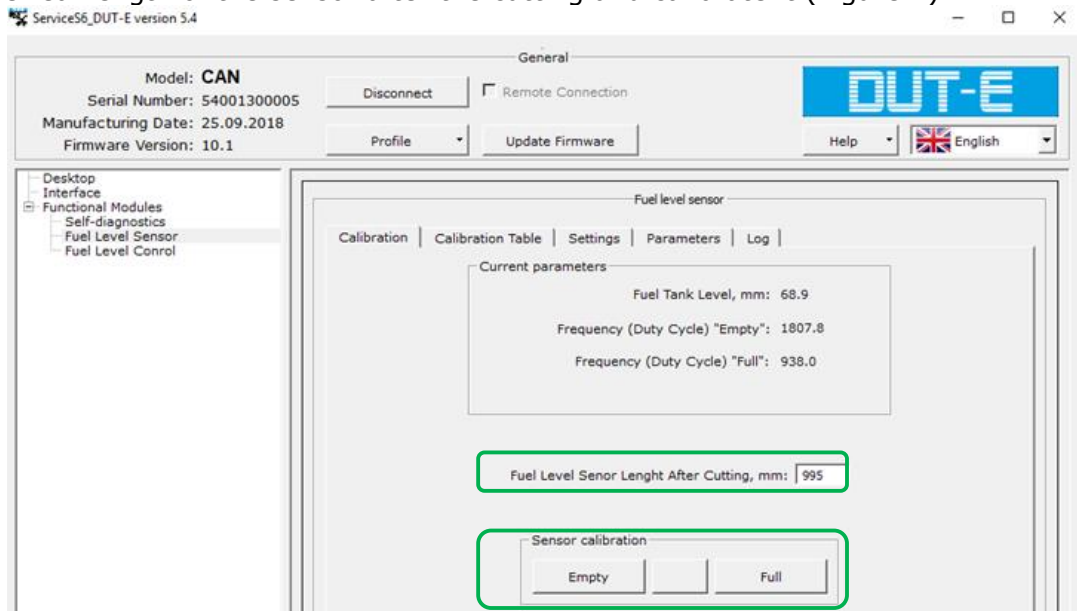 ServiceS6_DUT-E version 5.4
General
Model: CAN
Serial Number: 54001300005
Manufacturing Date: 25.09.2018
Firmware Version: 10.1
Disconnect
Remote Connection
Profile
Update Firmware
DUT-E
Help
English
Desktop
Interface
Functional Modules
Self-diagnostics
Fuel Level Sensor
Fuel Level Conrol
Fuel level sensor
Calibration
Calibration Table
Settings
Parameters
Log
Current parameters
Fuel Tank Level, mm: 68.9
Frequency (Duty Cycle) "Empty": 1807.8
Frequency (Duty Cycle) "Full": 938.0
Fuel Level Senor Lenght After Cutting, mm: 995
Sensor calibration
Empty
Full